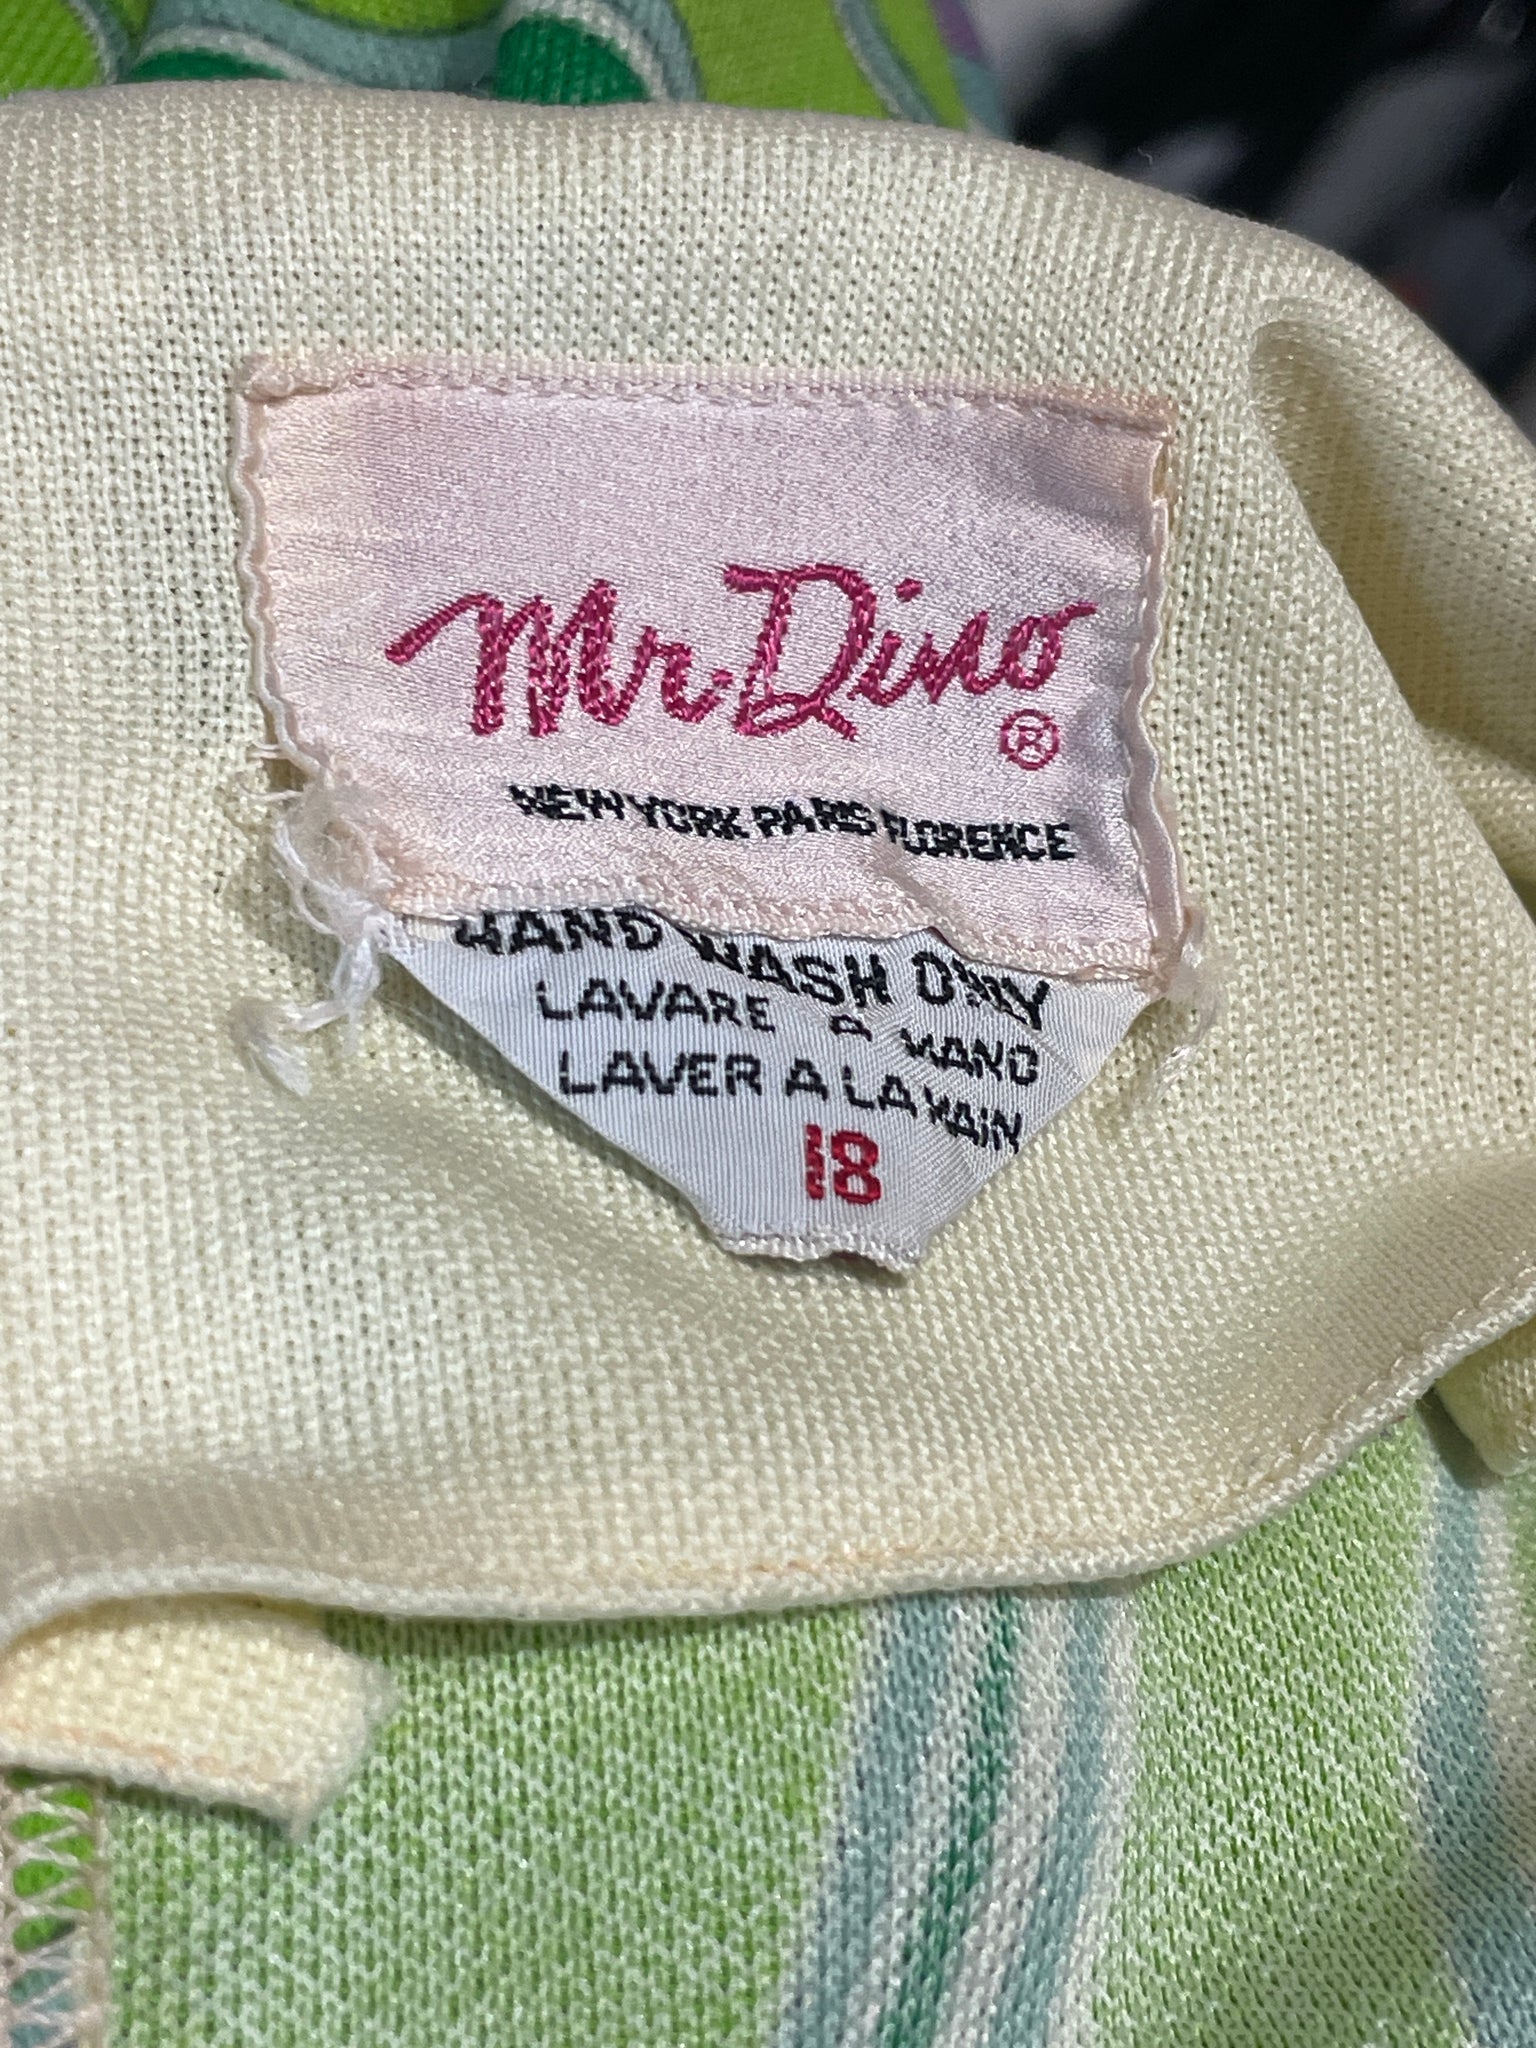 Mr. Dino
®
NEW YORK PARIS FLORENCE
HAND WASH ONLY
LAVARE A MANO
LAVER A LA MAIN
18